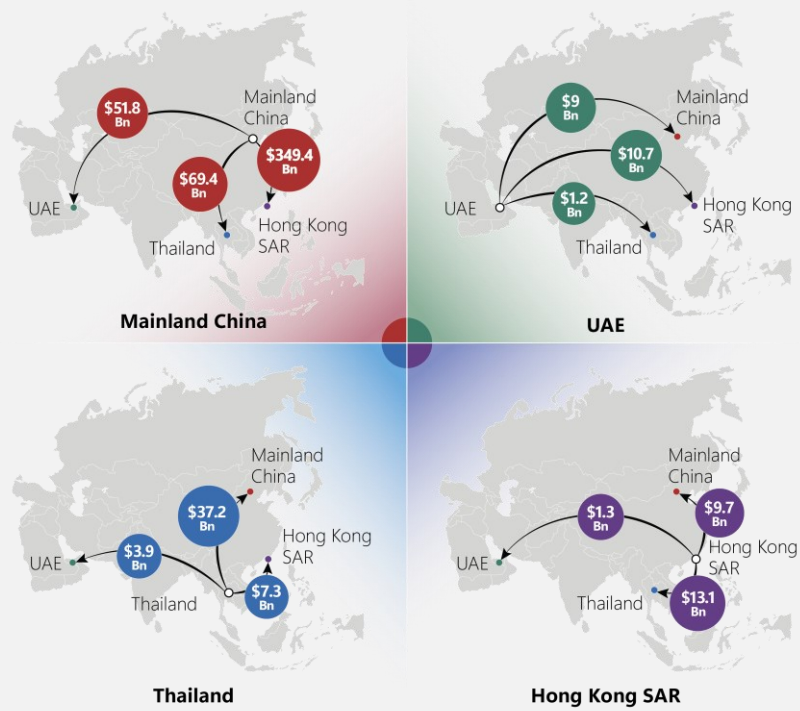 $51.8
Bn
Mainland
China
$349.4
Bn
$69.4
Bn
UAE
Hong Kong
SAR
Thailand
Mainland China
$9
Bn
Mainland
China
$10.7
Bn
$1.2
Bn
UAE
Hong Kong
SAR
Thailand
UAE
Mainland
China
$37.2
Bn
Hong Kong
SAR
$3.9
Bn
UAE
$7.3
Bn
Thailand
Thailand
Mainland
China
$1.3
Bn
$9.7
Bn
Hong Kong
SAR
UAE
$13.1
Bn
Thailand
Hong Kong SAR